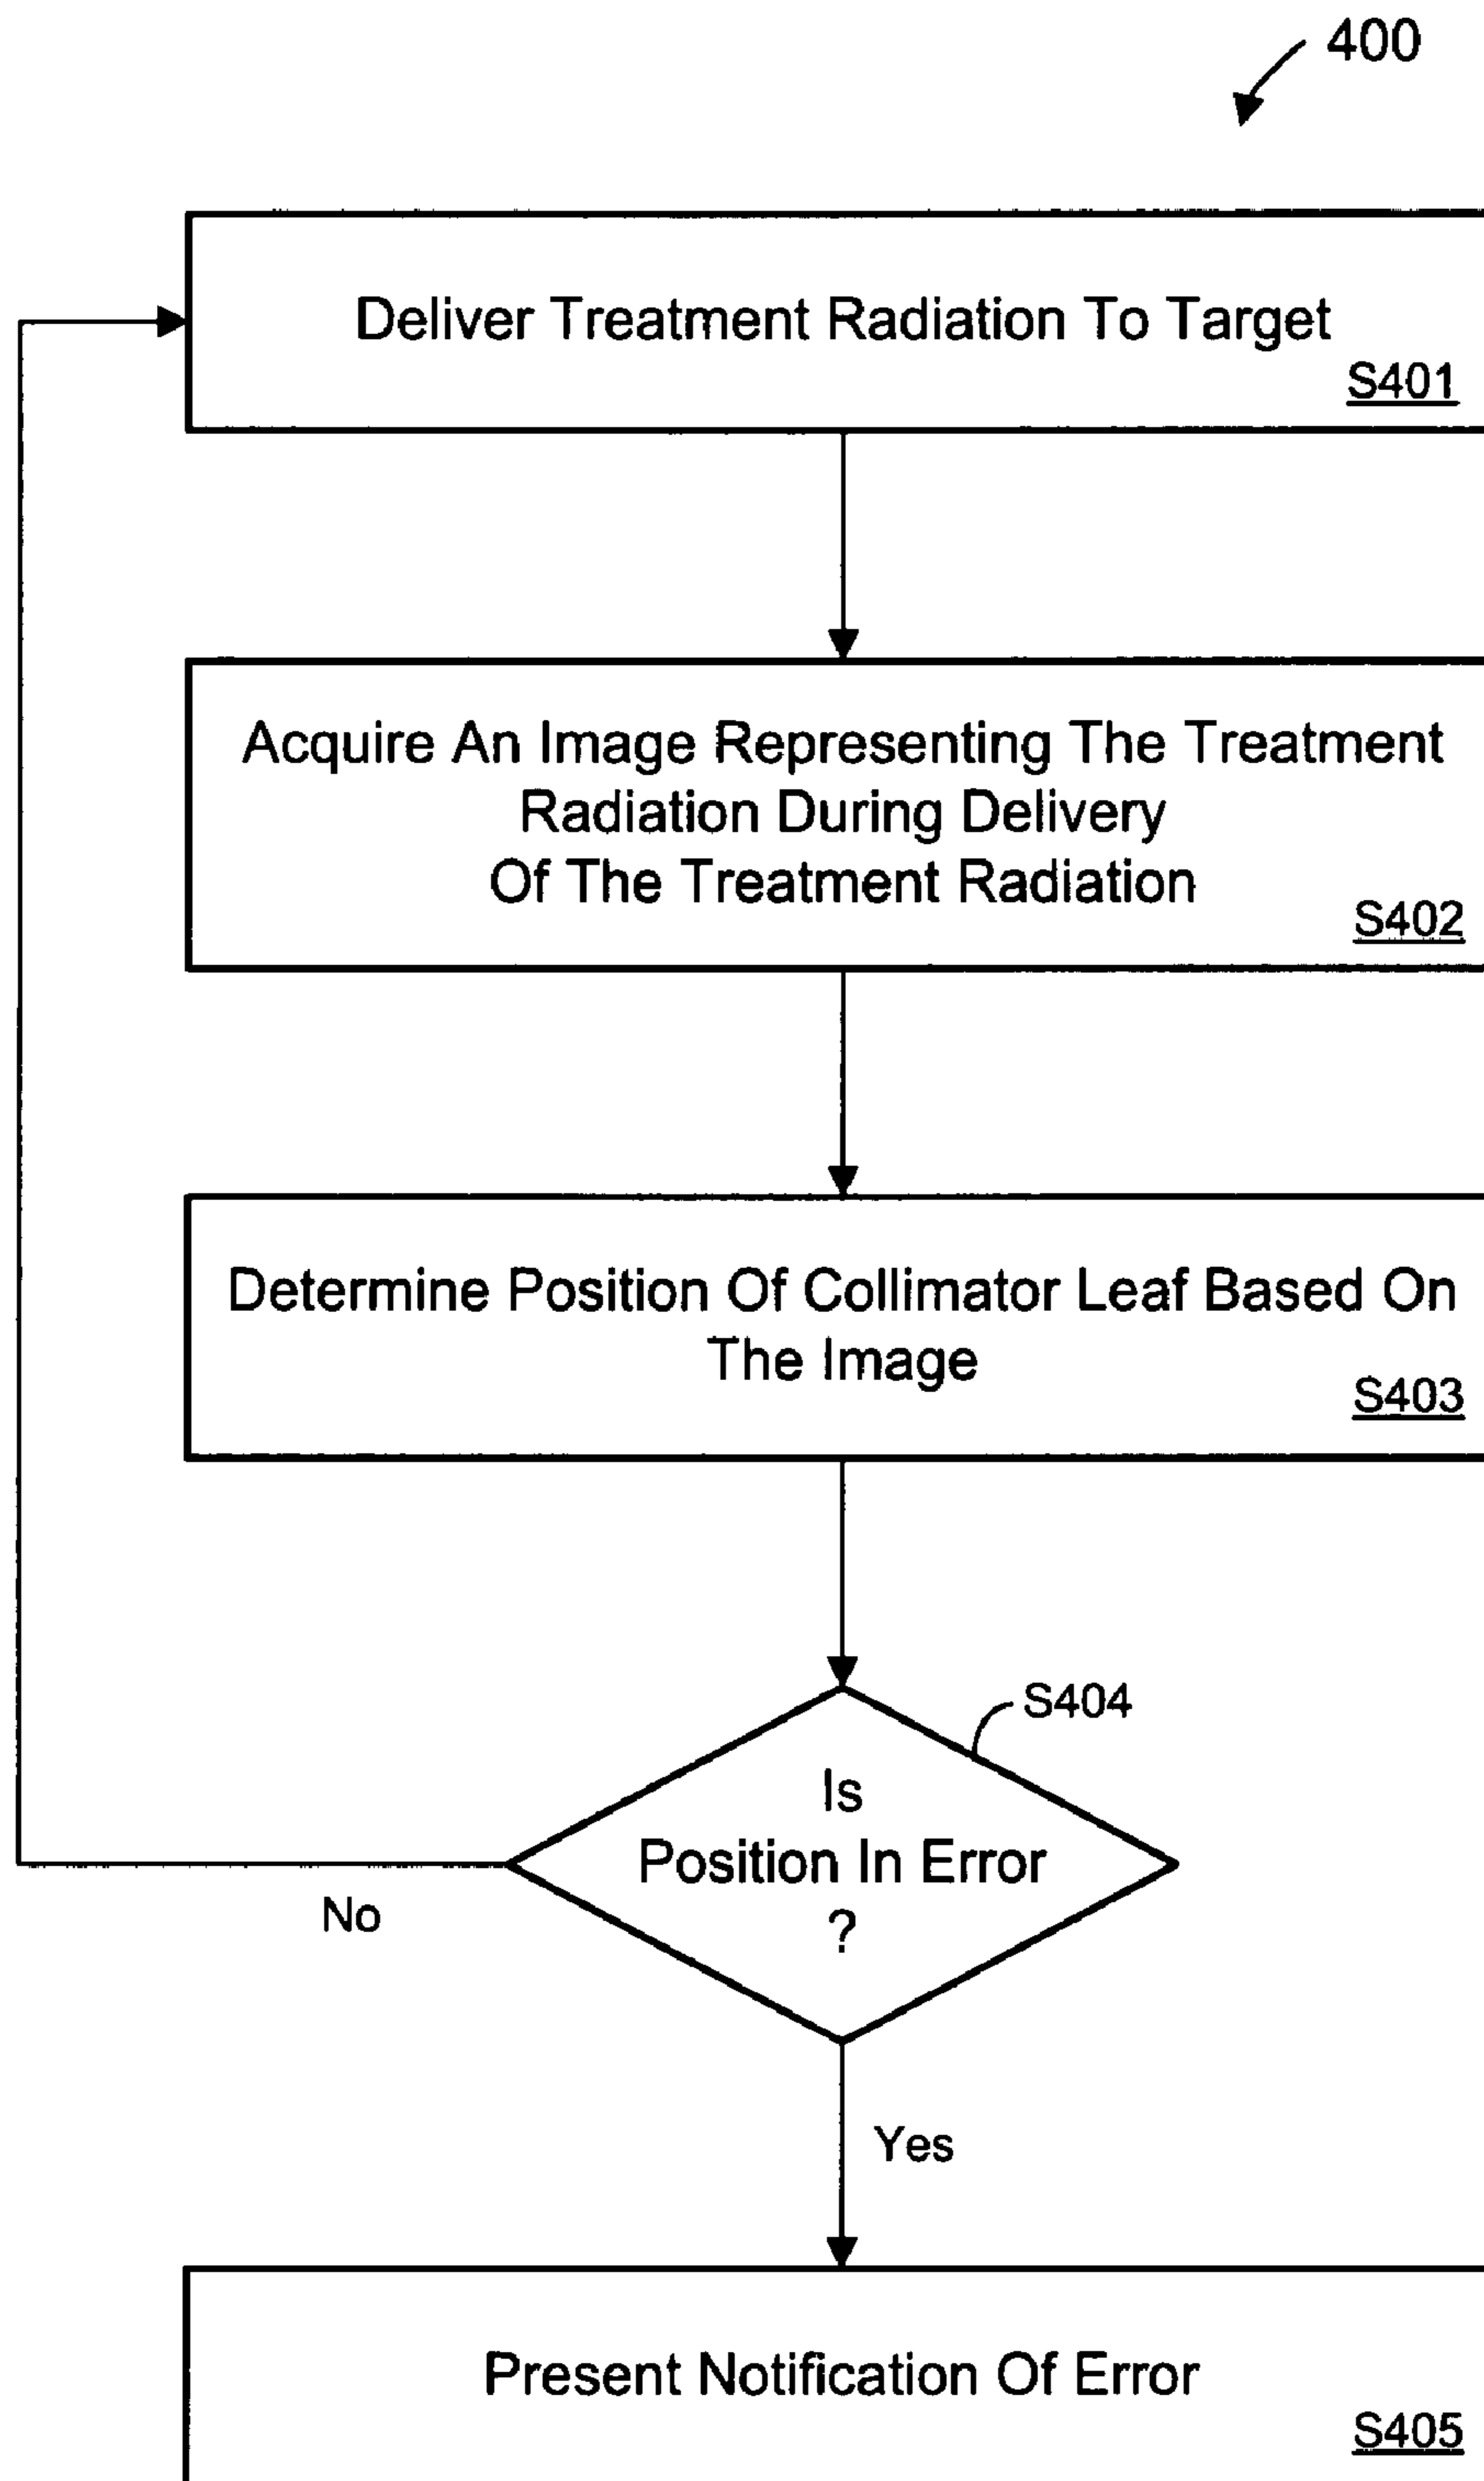 400
Deliver Treatment Radiation To Target
S401
Acquire An Image Representing The Treatment
Radiation During Delivery
Of The Treatment Radiation
S402
Determine Position Of Collimator Leaf Based On
The Image
S403
S404
Is
Position In Error
?
No
Yes
Present Notification Of Error
S405